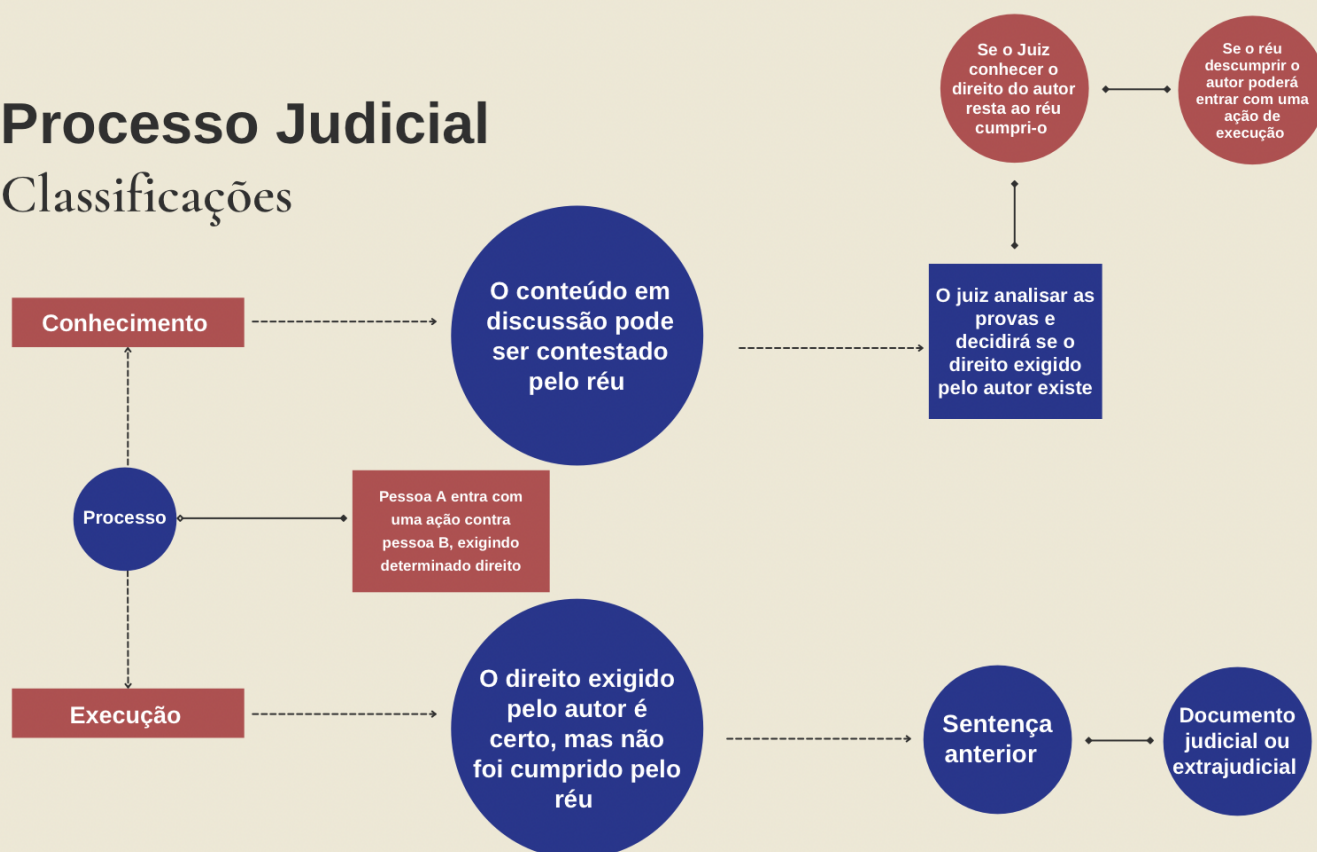 Processo Judicial
Classificações
Conhecimento
O conteúdo em
discussão pode
ser contestado
pelo réu
O juiz analisar as
provas e
decidirá se o
direito exigido
pelo autor existe
Se o Juiz
conhecer o
direito do autor
resta ao réu
cumpri-o
Se o réu
descumprir o
autor poderá
entrar com uma
ação de
execução
Processo
Pessoa A entra com
uma ação contra
pessoa B, exigindo
determinado direito
Execução
O direito exigido
pelo autor é
certo, mas não
foi cumprido pelo
réu
Sentença
anterior
Documento
judicial ou
extrajudicial